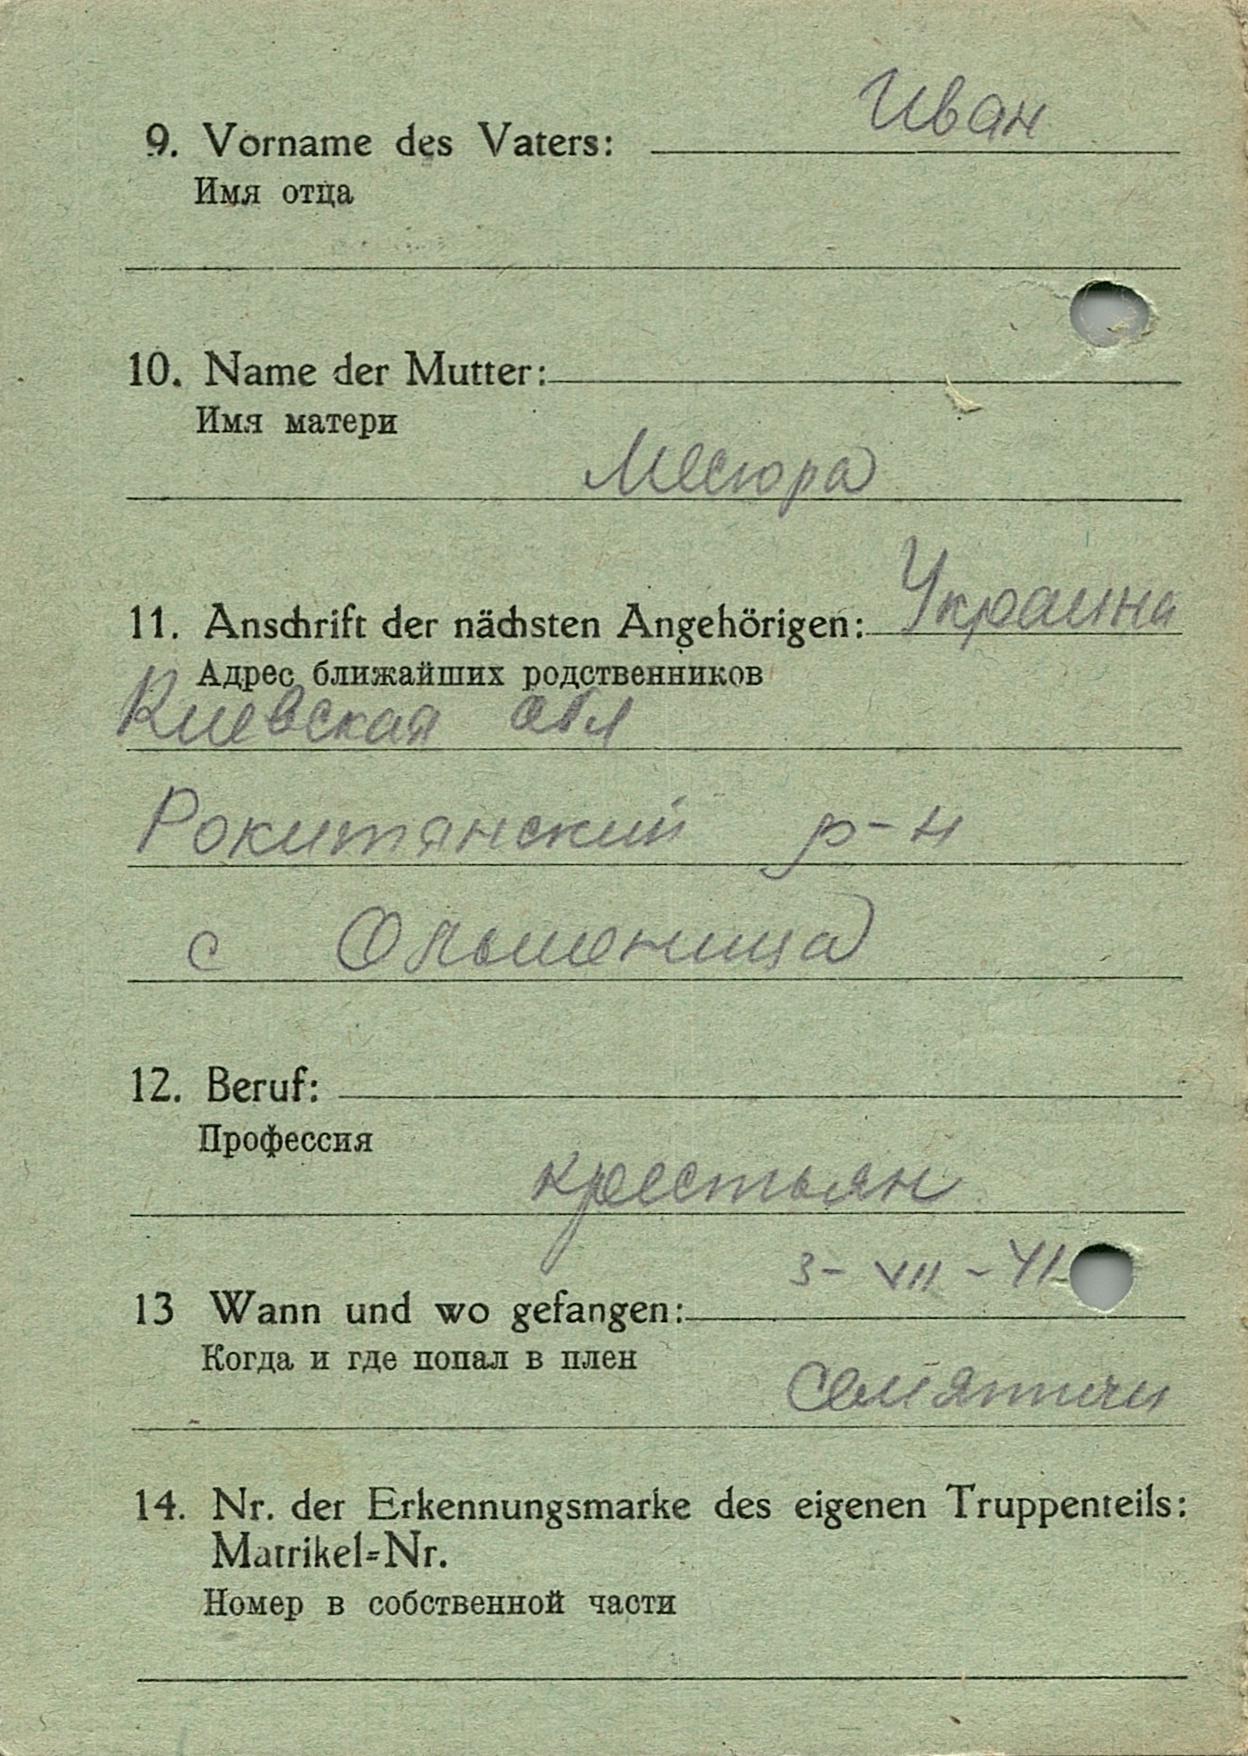 Иван
9. Vorname des Vaters:
Имя отца
10. Name der Mutter:
Имя матери
Месюра
11. Anschrift der nächsten Angehörigen: Украина
Адрес ближайших родственников
Киевская обл
Рокитянский р-н
с Ольшеница
12. Beruf:
Профессия
крестьян
3-VII-41
13 Wann und wo gefangen:
Когда и где попал в плен
Семятичи
14. Nr. der Erkennungsmarke des eigenen Truppenteils:
Matrikel=Nr.
Номер в собственной части